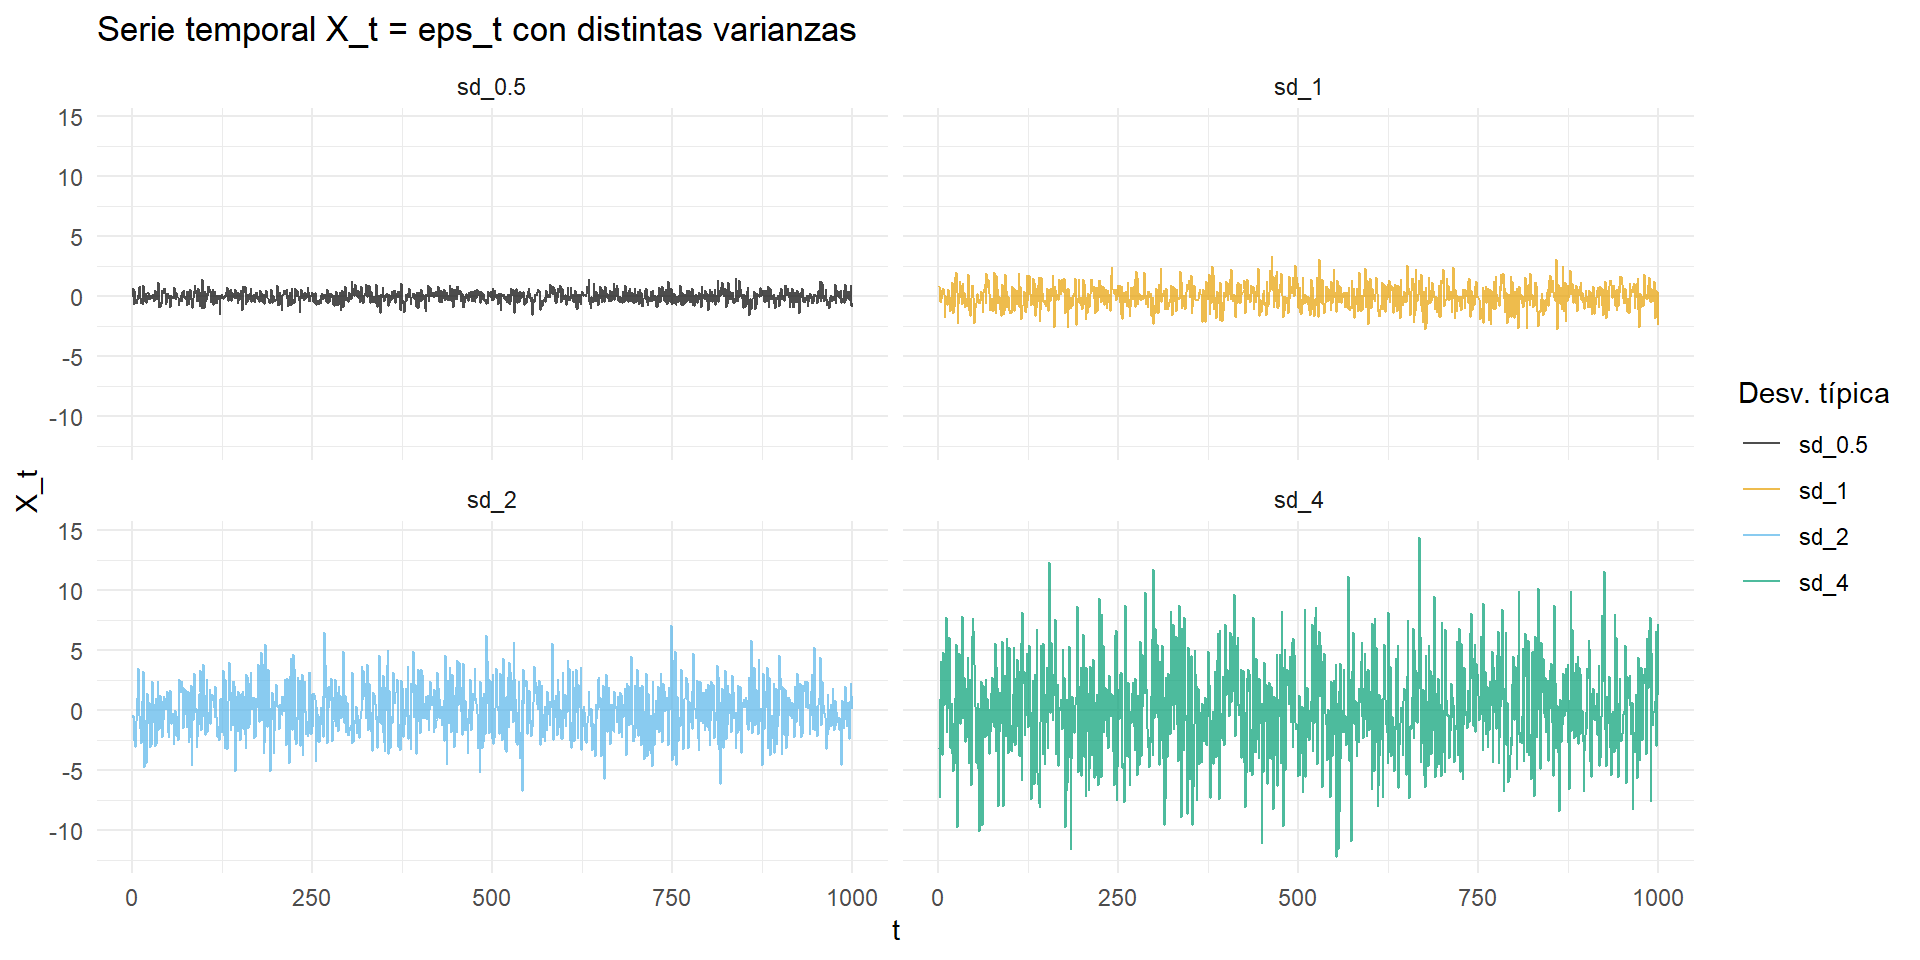 Serie temporal X_t = eps_t con distintas varianzas
sd_0.5
sd_1
15
10
5
0
-5
-10
sd_2
sd_4
15
10
5
0
-5
-10
0 250 500 750 1000
0 250 500 750 1000
t
X_t
Desv. típica
sd_0.5
sd_1
sd_2
sd_4